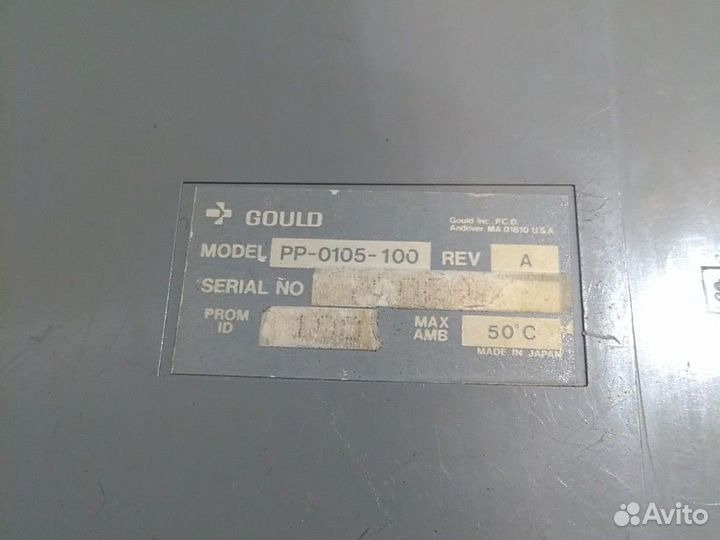 GOULD
Gould Inc., P.C.D.
Andover, MA 01810 U.S.A
MODEL PP-0105-100 REV A
SERIAL NO
PROM ID
MAX AMB 50°C
MADE IN JAPAN
Avito